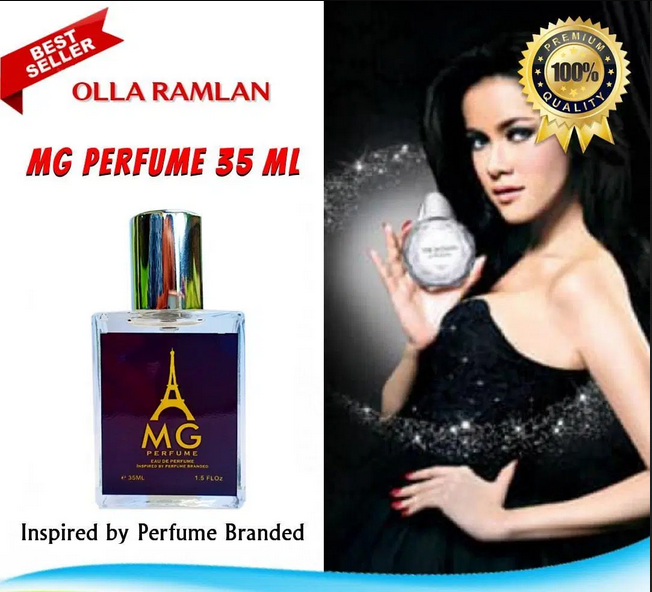 BEST
SELLER
OLLA RAMLAN
MG PERFUME 35 ML
MG
PERFUME
EAU DE PERFUME
INSPIRED BY PERFUME BRANDED
℮ 35ML
1.5 FLOz
Inspired by Perfume Branded
PREMIUM
100%
QUALITY